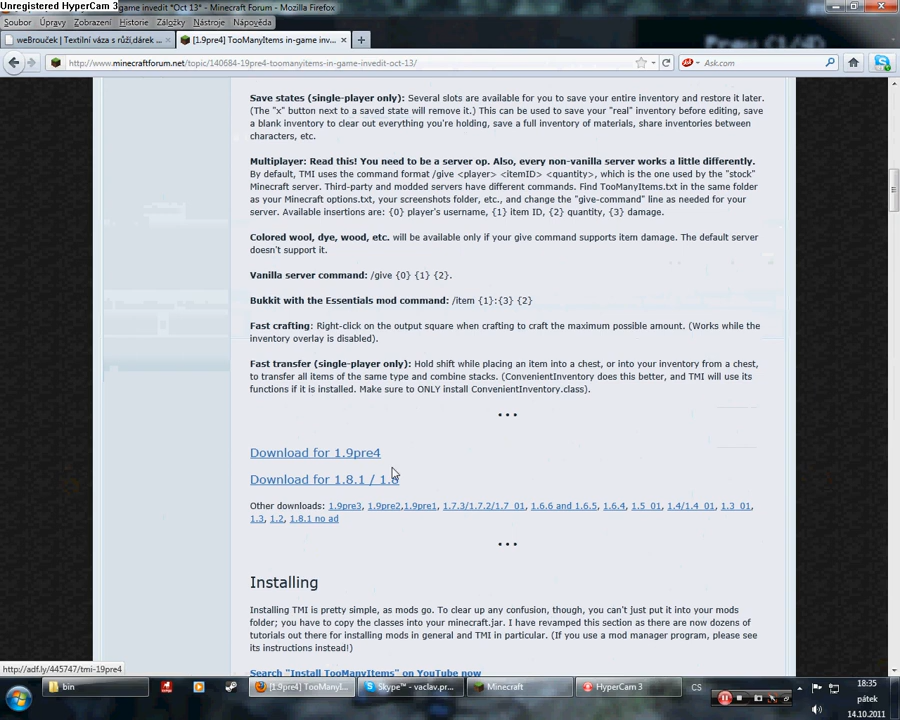 Unregistered HyperCam 3
game invedit *Oct 13* - Minecraft Forum - Mozilla Firefox
Soubor Úpravy Zobrazení Historie Záložky Nástroje Nápověda
weBrouček | Textilní váza s růží,dárek ...
[1.9pre4] TooManyItems in-game inv...
http://www.minecraftforum.net/topic/140684-19pre4-toomanyitems-in-game-invedit-oct-13/
Ask.com
Save states (single-player only): Several slots are available for you to save your entire inventory and restore it later.
(The "x" button next to a saved state will remove it.) This can be used to save your "real" inventory before editing, save
a blank inventory to clear out everything you're holding, save a full inventory of materials, share inventories between
characters, etc.
Multiplayer: Read this! You need to be a server op. Also, every non-vanilla server works a little differently.
By default, TMI uses the command format /give <player> <itemID> <quantity>, which is the one used by the "stock"
Minecraft server. Third-party and modded servers have different commands. Find TooManyItems.txt in the same folder
as your Minecraft options.txt, your screenshots folder, etc., and change the "give-command" line as needed for your
server. Available insertions are: {0} player's username, {1} item ID, {2} quantity, {3} damage.
Colored wool, dye, wood, etc. will be available only if your give command supports item damage. The default server
doesn't support it.
Vanilla server command: /give {0} {1} {2}.
Bukkit with the Essentials mod command: /item {1}:{3} {2}
Fast crafting: Right-click on the output square when crafting to craft the maximum possible amount. (Works while the
inventory overlay is disabled).
Fast transfer (single-player only): Hold shift while placing an item into a chest, or into your inventory from a chest,
to transfer all items of the same type and combine stacks. (ConvenientInventory does this better, and TMI will use its
functions if it is installed. Make sure to ONLY install ConvenientInventory.class).
• • •
Download for 1.9pre4
Download for 1.8.1 / 1.8
Other downloads: 1.9pre3, 1.9pre2,1.9pre1, 1.7.3/1.7.2/1.7_01, 1.6.6 and 1.6.5, 1.6.4, 1.5_01, 1.4/1.4_01, 1.3_01,
1.3, 1.2, 1.8.1 no ad
• • •
Installing
Installing TMI is pretty simple, as mods go. To clear up any confusion, though, you can't just put it into your mods
folder; you have to copy the classes into your minecraft.jar. I have revamped this section as there are now dozens of
tutorials out there for installing mods in general and TMI in particular. (If you use a mod manager program, please see
its instructions instead!)
Search "Install TooManyItems" on YouTube now
http://adf.ly/445747/tmi-19pre4
bin
[1.9pre4] TooManyI...
Skype™ - vaclav.pr...
Minecraft
HyperCam 3
CS
18:35
pátek
14.10.2011